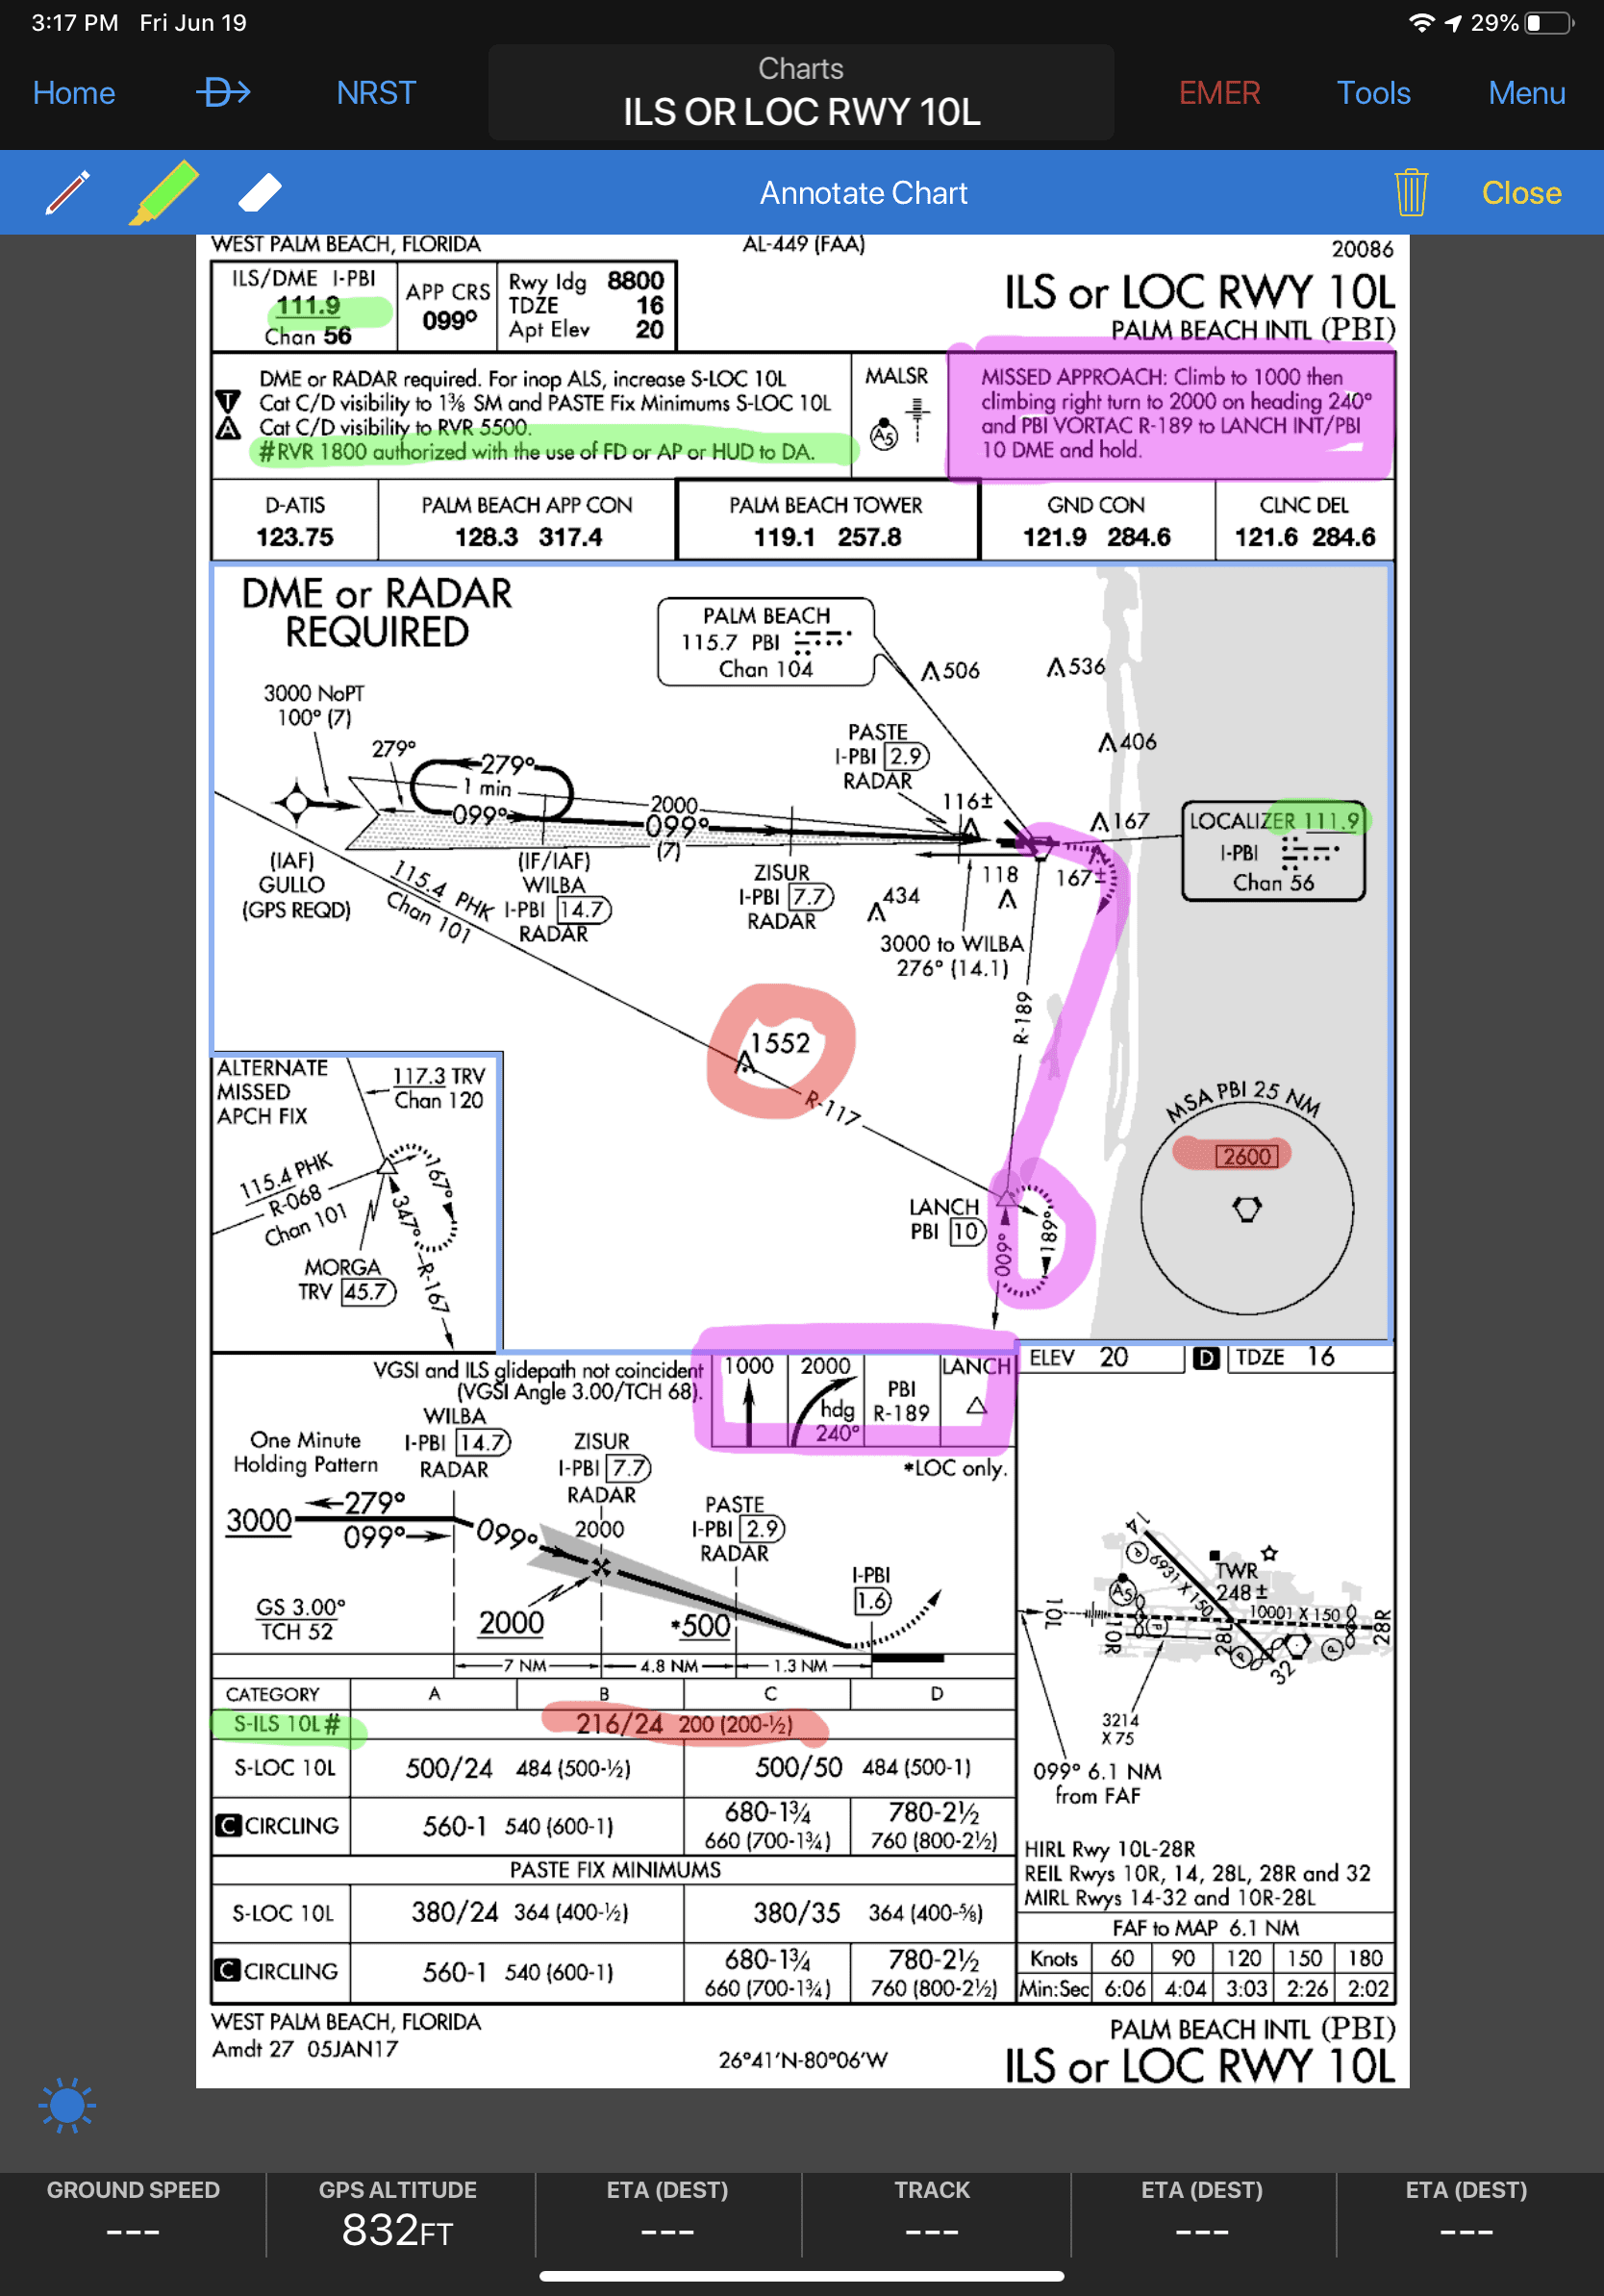 3:17 PM Fri Jun 19
29%
Home
NRST
Charts
ILS OR LOC RWY 10L
EMER
Tools
Menu
Annotate Chart
Close
WEST PALM BEACH, FLORIDA
AL-449 (FAA)
20086
ILS/DME I-PBI
111.9
Chan 56
APP CRS
099°
Rwy ldg 8800
TDZE 16
Apt Elev 20
ILS or LOC RWY 10L
PALM BEACH INTL (PBI)
T
A
DME or RADAR required. For inop ALS, increase S-LOC 10L
Cat C/D visibility to 1⅜ SM and PASTE Fix Minimums S-LOC 10L
Cat C/D visibility to RVR 5500.
#RVR 1800 authorized with the use of FD or AP or HUD to DA.
MALSR
A5
MISSED APPROACH: Climb to 1000 then
climbing right turn to 2000 on heading 240°
and PBI VORTAC R-189 to LANCH INT/PBI
10 DME and hold.
D-ATIS
123.75
PALM BEACH APP CON
128.3 317.4
PALM BEACH TOWER
119.1 257.8
GND CON
121.9 284.6
CLNC DEL
121.6 284.6
DME or RADAR
REQUIRED
PALM BEACH
115.7 PBI
Chan 104
506
536
3000 NoPT
100° (7)
279°
279°
1 min
099°
PASTE
I-PBI 2.9
RADAR
406
116±
2000
099°
(7)
167
LOCALIZER 111.9
I-PBI
Chan 56
(IAF)
GULLO
(GPS REQD)
(IF/IAF)
WILBA
I-PBI 14.7
RADAR
115.4 PHK
Chan 101
ZISUR
I-PBI 7.7
RADAR
434
118
167±
3000 to WILBA
276° (14.1)
R-189
1552
R-117
ALTERNATE
MISSED
APCH FIX
117.3 TRV
Chan 120
115.4 PHK
R-068
Chan 101
167°
347°
R-167
MORGA
TRV 45.7
LANCH
PBI 10
009°
189°
MSA PBI 25 NM
2600
VGSI and ILS glidepath not coincident
(VGSI Angle 3.00/TCH 68).
1000
2000
hdg
240°
PBI
R-189
LANCH
ELEV 20
D
TDZE 16
One Minute
Holding Pattern
WILBA
I-PBI 14.7
RADAR
ZISUR
I-PBI 7.7
RADAR
*LOC only.
3000
279°
099°
099°
2000
PASTE
I-PBI 2.9
RADAR
I-PBI
1.6
GS 3.00°
TCH 52
2000
*500
7 NM
4.8 NM
1.3 NM
14
P
6931 X 150
TWR
248±
A5
10L
10R
P
10001 X 150
28R
28L
P
32
P
3214
X 75
099° 6.1 NM
from FAF
CATEGORY A B C D
S-ILS 10L# 216/24 200 (200-½)
S-LOC 10L 500/24 484 (500-½) 500/50 484 (500-1)
C CIRCLING 560-1 540 (600-1) 680-1¾ 660 (700-1¾) 780-2½ 760 (800-2½)
PASTE FIX MINIMUMS
S-LOC 10L 380/24 364 (400-½) 380/35 364 (400-⅝)
C CIRCLING 560-1 540 (600-1) 680-1¾ 660 (700-1¾) 780-2½ 760 (800-2½)
HIRL Rwy 10L-28R
REIL Rwys 10R, 14, 28L, 28R and 32
MIRL Rwys 14-32 and 10R-28L
FAF to MAP 6.1 NM
Knots 60 90 120 150 180
Min:Sec 6:06 4:04 3:03 2:26 2:02
WEST PALM BEACH, FLORIDA
Amdt 27 05JAN17
26°41'N-80°06'W
PALM BEACH INTL (PBI)
ILS or LOC RWY 10L
GROUND SPEED
---
GPS ALTITUDE
832FT
ETA (DEST)
---
TRACK
---
ETA (DEST)
---
ETA (DEST)
---